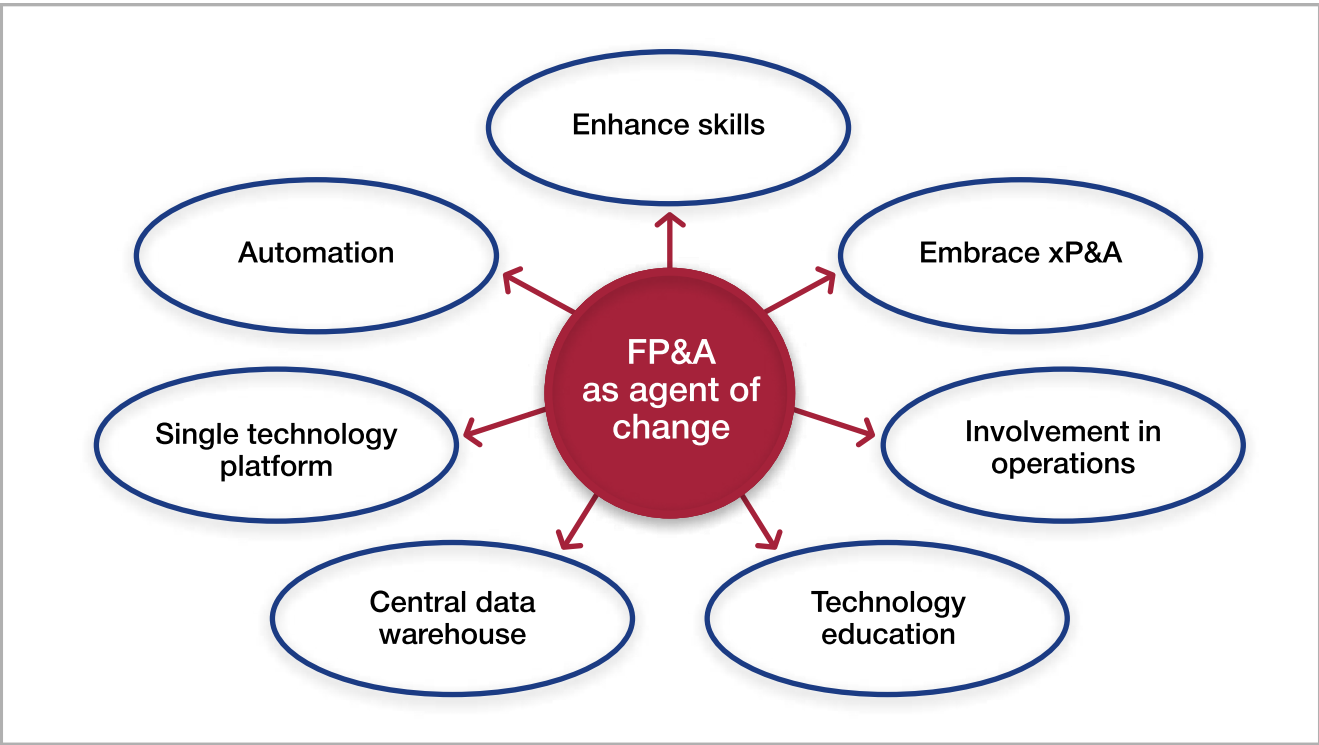 Enhance skills
Automation
Embrace xP&A
FP&A
as agent of
change
Single technology
platform
Involvement in
operations
Central data
warehouse
Technology
education